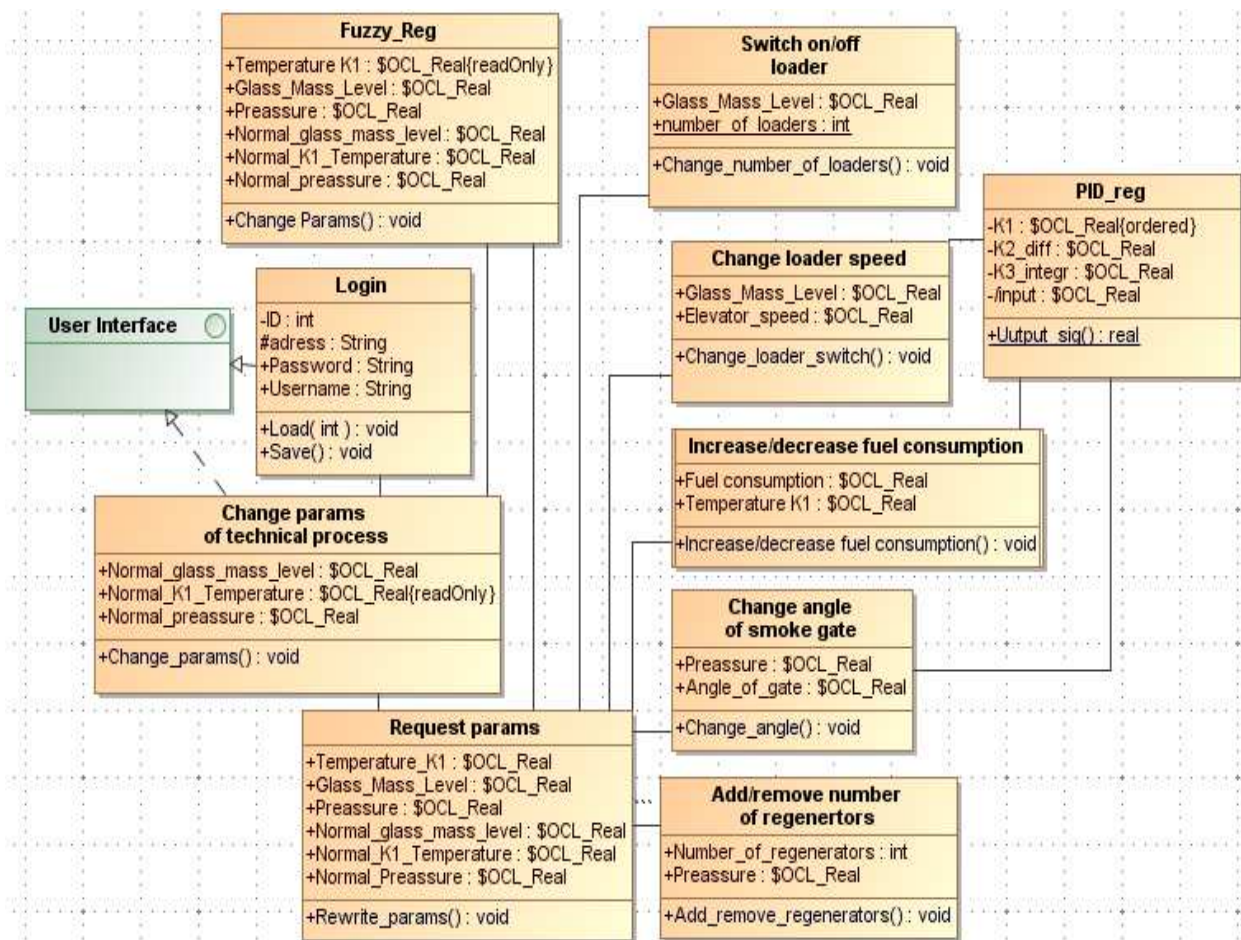 Fuzzy_Reg
+Temperature K1 : $OCL_Real{readOnly}
+Glass_Mass_Level : $OCL_Real
+Preassure : $OCL_Real
+Normal_glass_mass_level : $OCL_Real
+Normal_K1_Temperature : $OCL_Real
+Normal_preassure : $OCL_Real
+Change Params() : void
Switch on/off
loader
+Glass_Mass_Level : $OCL_Real
+number_of_loaders : int
+Change_number_of_loaders() : void
PID_reg
-K1 : $OCL_Real{ordered}
-K2_diff : $OCL_Real
-K3_integr : $OCL_Real
-/input : $OCL_Real
+Uutput_sig() : real
Change loader speed
+Glass_Mass_Level : $OCL_Real
+Elevator_speed : $OCL_Real
+Change_loader_switch() : void
Login
-ID : int
#adress : String
+Password : String
+Username : String
+Load( int ) : void
+Save() : void
User Interface
Increase/decrease fuel consumption
+Fuel consumption : $OCL_Real
+Temperature K1 : $OCL_Real
+Increase/decrease fuel consumption() : void
Change params
of technical process
+Normal_glass_mass_level : $OCL_Real
+Normal_K1_Temperature : $OCL_Real{readOnly}
+Normal_preassure : $OCL_Real
+Change_params() : void
Change angle
of smoke gate
+Preassure : $OCL_Real
+Angle_of_gate : $OCL_Real
+Change_angle() : void
Request params
+Temperature_K1 : $OCL_Real
+Glass_Mass_Level : $OCL_Real
+Preassure : $OCL_Real
+Normal_glass_mass_level : $OCL_Real
+Normal_K1_Temperature : $OCL_Real
+Normal_Preassure : $OCL_Real
+Rewrite_params() : void
...
Add/remove number
of regenertors
+Number_of_regenerators : int
+Preassure : $OCL_Real
+Add_remove_regenerators() : void